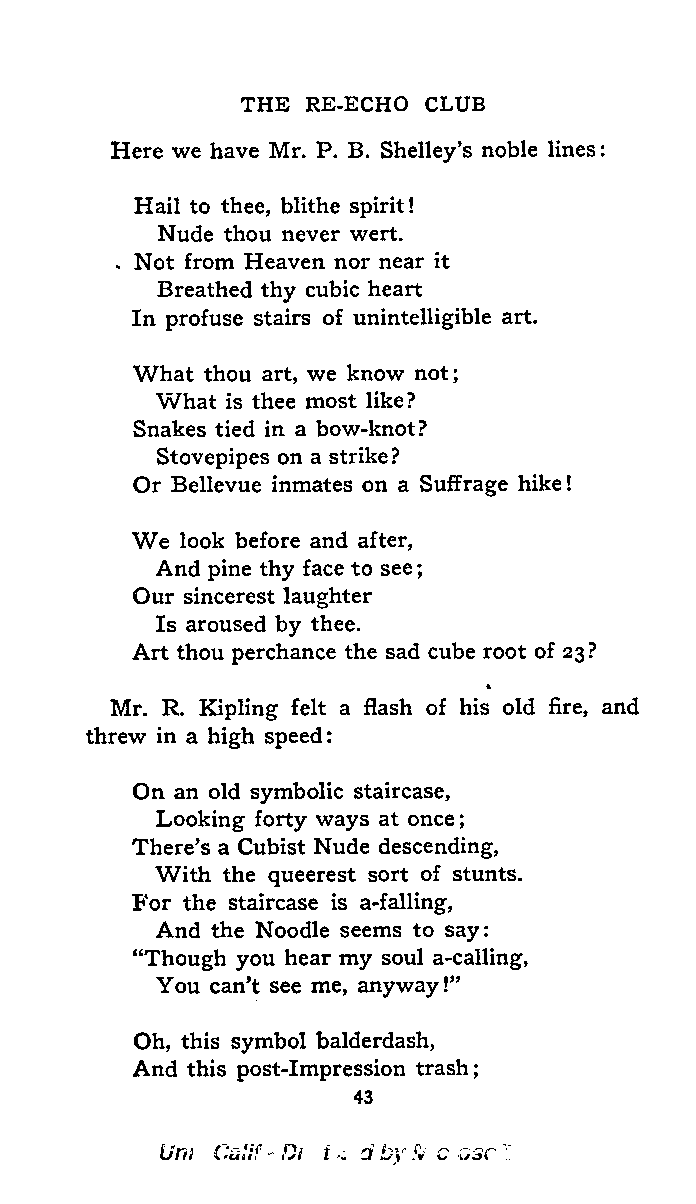 THE RE-ECHO CLUB
Here we have Mr. P. B. Shelley's noble lines:
Hail to thee, blithe spirit!
Nude thou never wert.
Not from Heaven nor near it
Breathed thy cubic heart
In profuse stairs of unintelligible art.
What thou art, we know not;
What is thee most like?
Snakes tied in a bow-knot?
Stovepipes on a strike?
Or Bellevue inmates on a Suffrage hike!
We look before and after,
And pine thy face to see;
Our sincerest laughter
Is aroused by thee.
Art thou perchance the sad cube root of 23?
Mr. R. Kipling felt a flash of his old fire, and
threw in a high speed:
On an old symbolic staircase,
Looking forty ways at once;
There's a Cubist Nude descending,
With the queerest sort of stunts.
For the staircase is a-falling,
And the Noodle seems to say:
"Though you hear my soul a-calling,
You can't see me, anyway!"
Oh, this symbol balderdash,
And this post-Impression trash;
43
Calif by